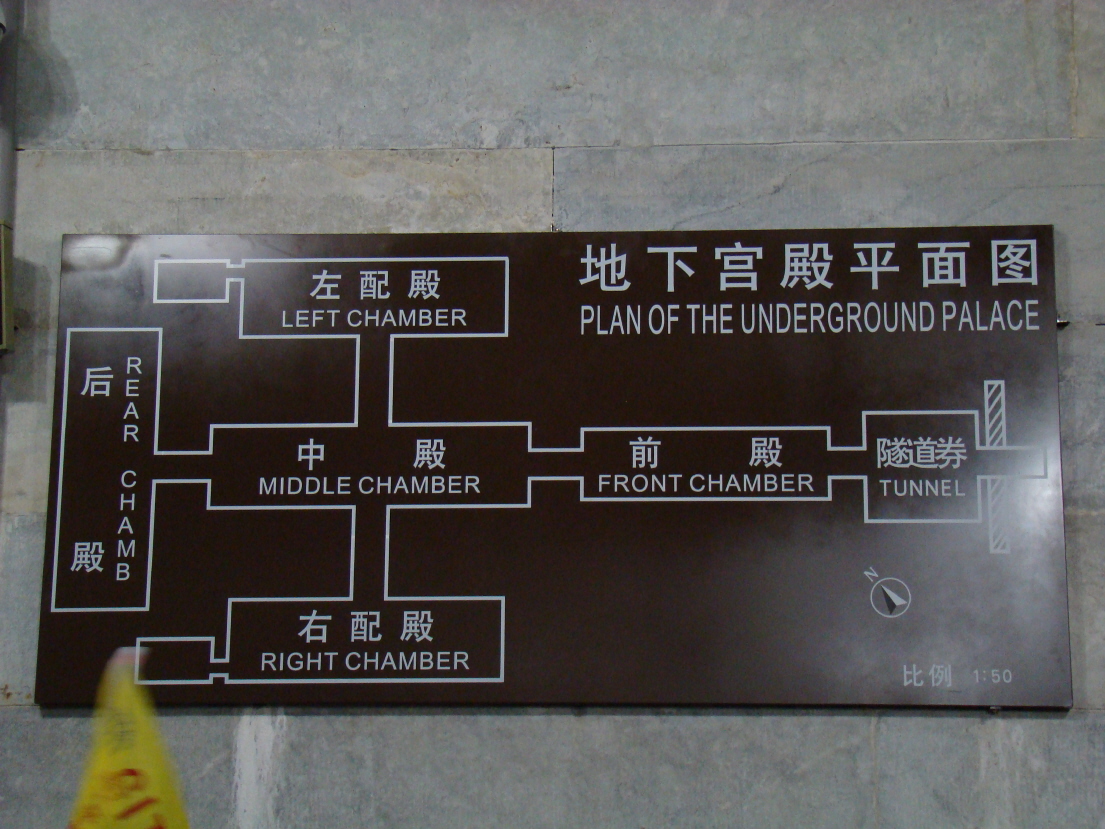 地下宫殿平面图
PLAN OF THE UNDERGROUND PALACE
左配殿
LEFT CHAMBER
后殿
REAR CHAMB
中殿
MIDDLE CHAMBER
前殿
FRONT CHAMBER
隧道券
TUNNEL
右配殿
RIGHT CHAMBER
N
比例 1:50